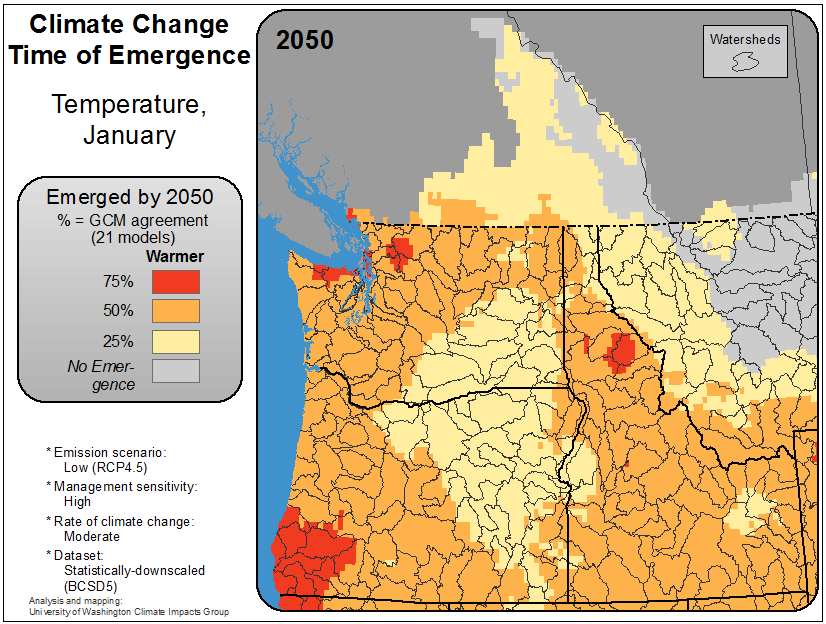 Climate Change
Time of Emergence
Temperature,
January
Emerged by 2050
% = GCM agreement
(21 models)
Warmer
75%
50%
25%
No Emer-
gence
* Emission scenario:
Low (RCP4.5)
* Management sensitivity:
High
* Rate of climate change:
Moderate
* Dataset:
Statistically-downscaled
(BCSD5)
Analysis and mapping:
University of Washington Climate Impacts Group
2050
Watersheds